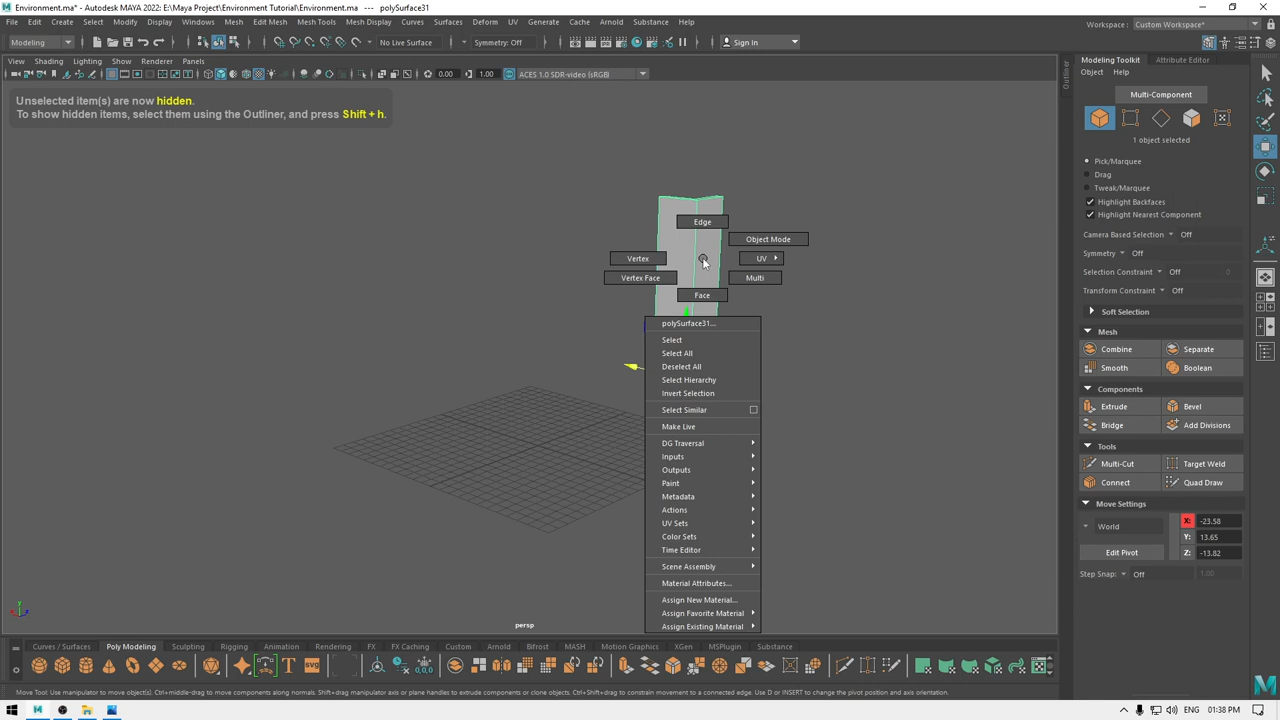 Environment.ma* - Autodesk MAYA 2022: E:\Maya Project\Environment Tutorial\Environment.ma   ---   polySurface31
File Edit Create Select Modify Display Windows Mesh Edit Mesh Mesh Tools Mesh Display Curves Surfaces Deform UV Generate Cache Arnold Substance Help
Workspace : Custom Workspace*
Modeling No Live Surface Symmetry: Off Sign In
View Shading Lighting Show Renderer Panels
0.00 1.00 ACES 1.0 SDR-video (sRGB)
Unselected item(s) are now hidden.
To show hidden items, select them using the Outliner, and press Shift + h.
Edge
Object Mode
Vertex
UV
Vertex Face
Multi
Face
polySurface31...
Select
Select All
Deselect All
Select Hierarchy
Invert Selection
Select Similar
Make Live
DG Traversal
Inputs
Outputs
Paint
Metadata
Actions
UV Sets
Color Sets
Time Editor
Scene Assembly
Material Attributes...
Assign New Material...
Assign Favorite Material
Assign Existing Material
persp
Outliner
Modeling Toolkit Attribute Editor
Object Help
Multi-Component
1 object selected
Pick/Marquee
Drag
Tweak/Marquee
Highlight Backfaces
Highlight Nearest Component
Camera Based Selection Off
Symmetry Off
Selection Constraint Off 0
Transform Constraint Off
Soft Selection
Mesh
Combine Separate
Smooth Boolean
Components
Extrude Bevel
Bridge Add Divisions
Tools
Multi-Cut Target Weld
Connect Quad Draw
Move Settings
World X: -23.58
Y: 13.65
Edit Pivot Z: -13.82
Step Snap: Off 1.00
Curves / Surfaces Poly Modeling Sculpting Rigging Animation Rendering FX FX Caching Custom Arnold Bifrost MASH Motion Graphics XGen MSPlugin Substance
Move Tool: Use manipulator to move object(s). Ctrl+middle-drag to move components along normals. Shift+drag manipulator axis or plane handles to extrude components or clone objects. Ctrl+Shift+drag to constrain movement to a connected edge. Use D or INSERT to change the pivot position and axis orientation.
ENG 01:38 PM